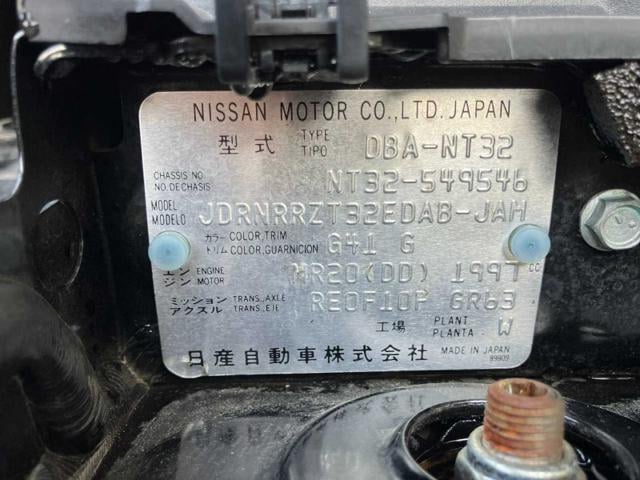 NISSAN MOTOR CO.,LTD.JAPAN
型式 TYPE TIPO DBA-NT32
CHASSIS NO NO.DE CHASIS NT32-549546
MODEL MODELO JDRNRRZT32EDAB-JAH
カラー COLOR,TRIM トリム COLOR,GUARNICION G41 G
エンジン ENGINE MOTOR MR20(DD) 1997 CC
ミッション TRANS.,AXLE アクスル TRANS.,EJE RE0F10F GR63
工場 PLANT PLANTA W
日産自動車株式会社 MADE IN JAPAN
89909